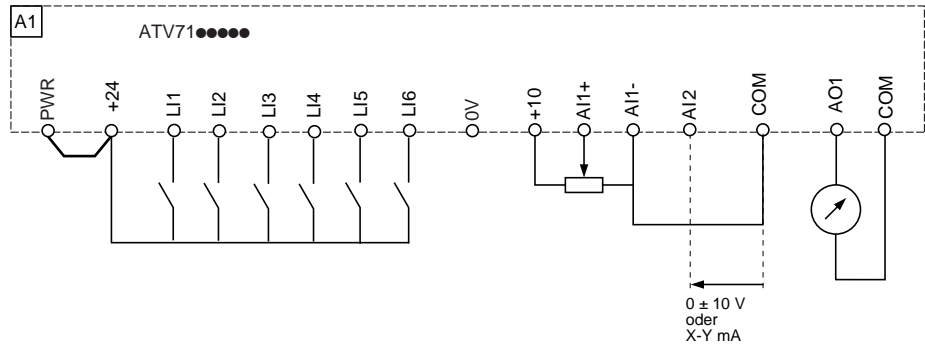 A1
ATV71●●●●●
PWR
+24
LI1
LI2
LI3
LI4
LI5
LI6
0V
+10
AI1+
AI1-
AI2
COM
AO1
COM
0 ± 10 V
oder
X-Y mA